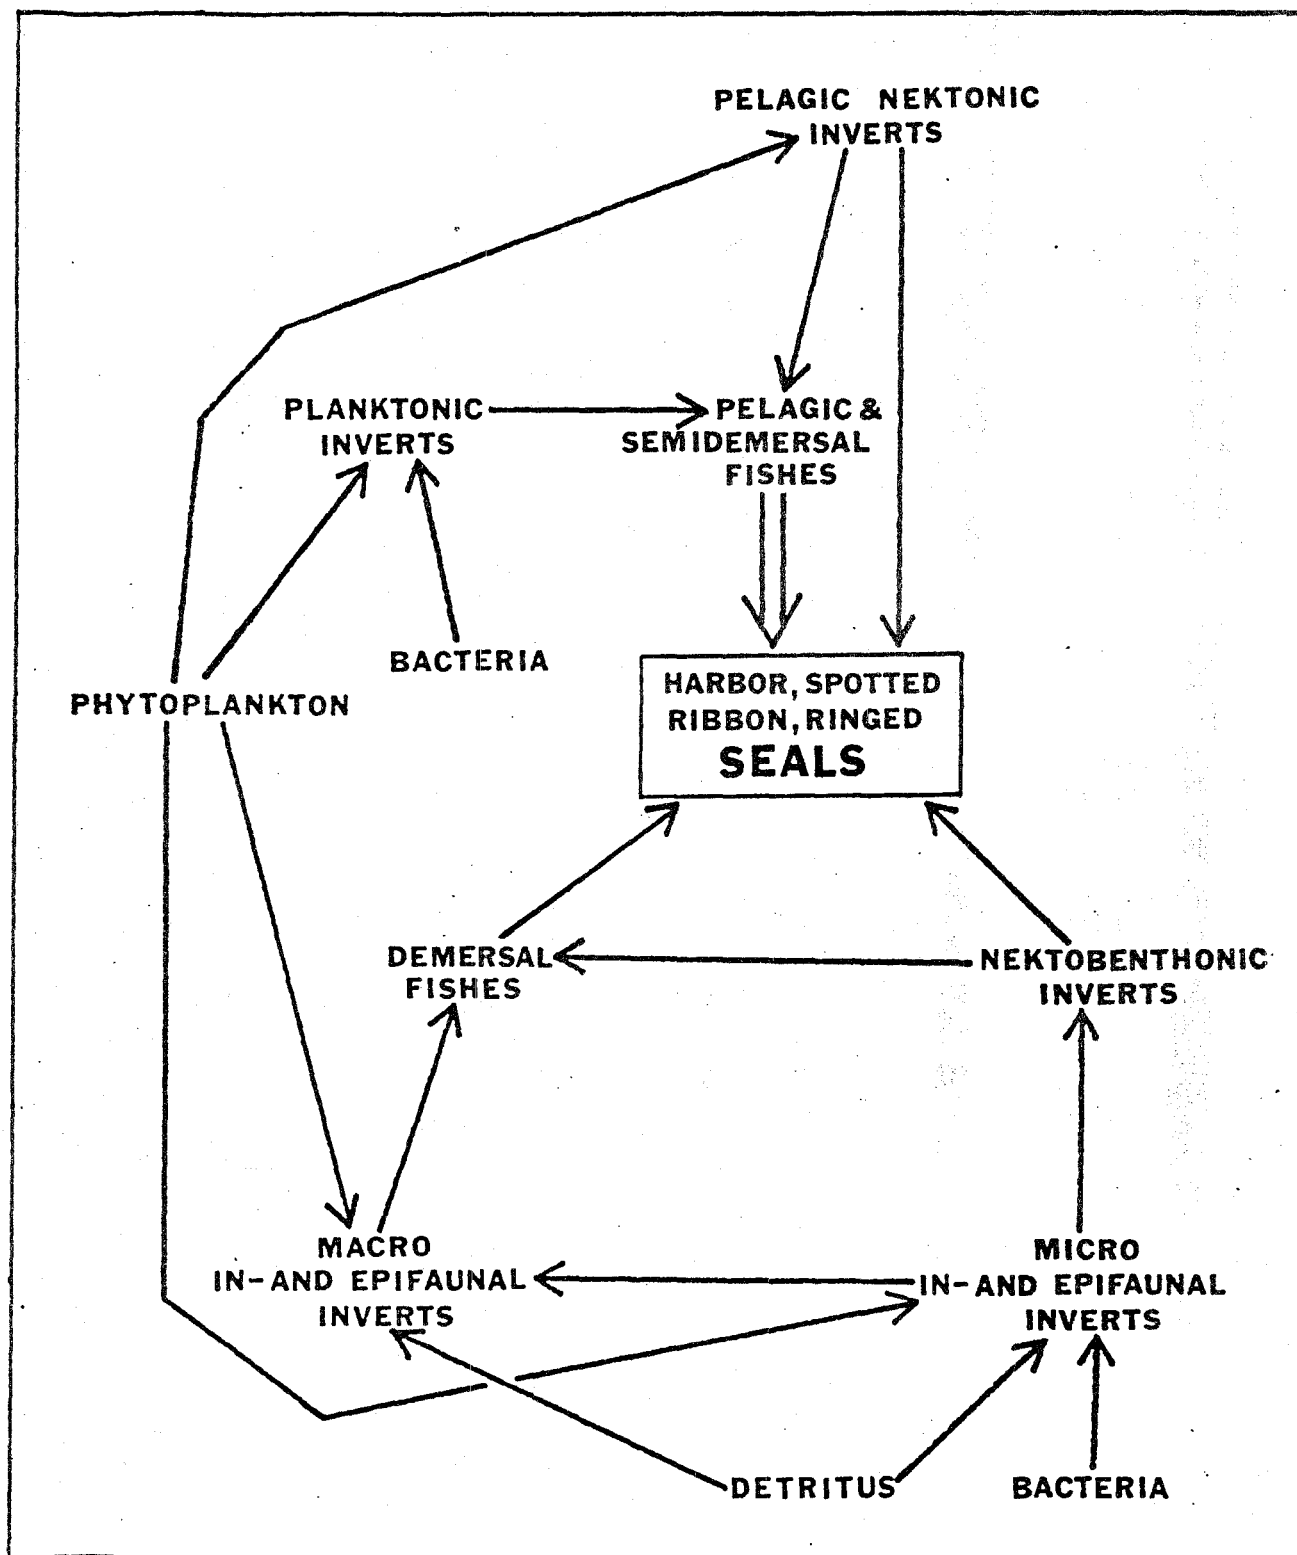 PELAGIC NEKTONIC
INVERTS
PLANKTONIC
INVERTS
PELAGIC &
SEMIDEMERSAL
FISHES
BACTERIA
PHYTOPLANKTON
HARBOR, SPOTTED
RIBBON, RINGED
SEALS
DEMERSAL
FISHES
NEKTOBENTHONIC
INVERTS
MACRO
IN- AND EPIFAUNAL
INVERTS
MICRO
IN- AND EPIFAUNAL
INVERTS
DETRITUS
BACTERIA